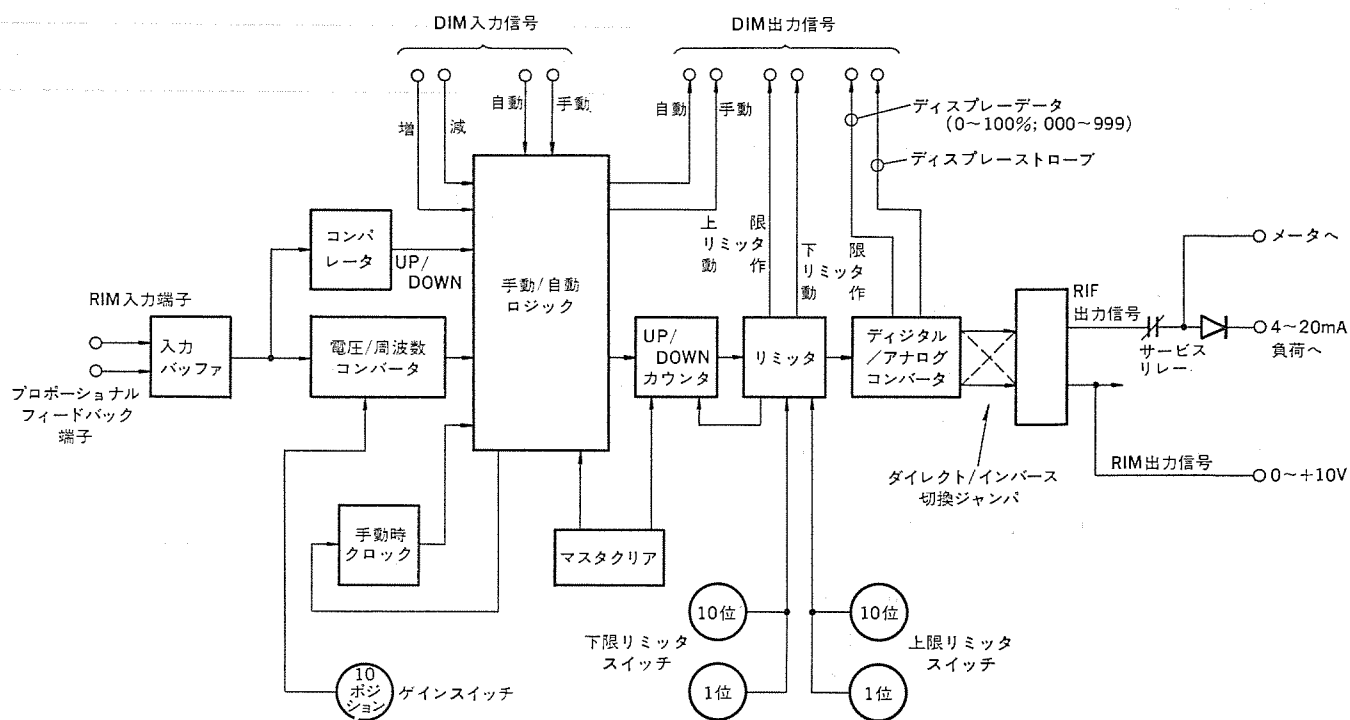 DIM入力信号
DIM出力信号
自動
手動
増
減
自動
手動
ディスプレーデータ
(0~100%; 000~999)
ディスプレーストローブ
上限
リミッタ
動作
下限
リミッタ
動作
コンパ
レータ
UP/
DOWN
手動/自動
ロジック
RIM入力端子
入力
バッファ
プロポーショナル
フィードバック
端子
電圧/周波数
コンバータ
UP/
DOWN
カウンタ
リミッタ
ディジタル
/アナログ
コンバータ
RIF
出力信号
メータへ
サービス
リレー
4~20mA
負荷へ
RIM出力信号
0~+10V
ダイレクト/インバース
切換ジャンパ
手動時
クロック
マスタクリア
10位
下限リミッタ
スイッチ
1位
10位
上限リミッタ
スイッチ
1位
10
ポジ
ション
ゲインスイッチ